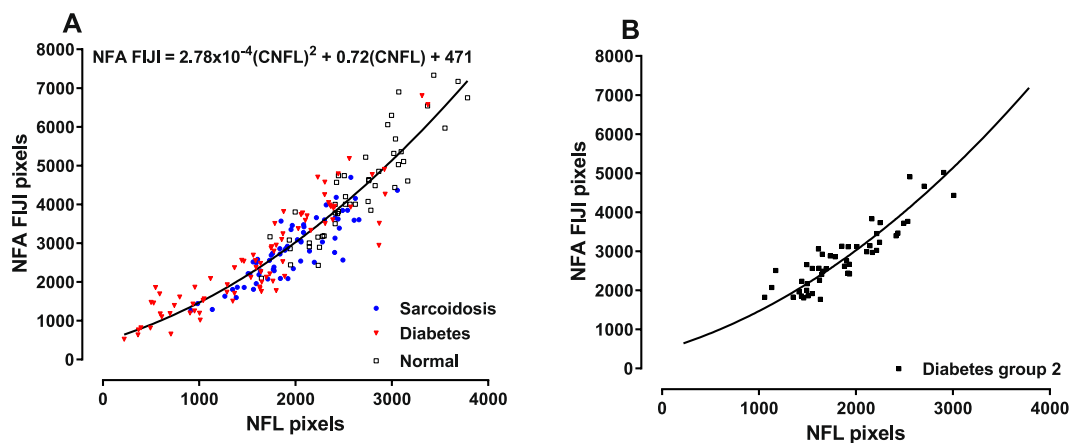 A
NFA FIJI = 2.78x10⁻⁴(CNFL)² + 0.72(CNFL) + 471
8000
7000
6000
5000
4000
3000
2000
1000
0
NFA FIJI pixels
Sarcoidosis
Diabetes
Normal
0 1000 2000 3000 4000
NFL pixels
B
8000
7000
6000
5000
4000
3000
2000
1000
0
NFA FIJI pixels
Diabetes group 2
0 1000 2000 3000 4000
NFL pixels